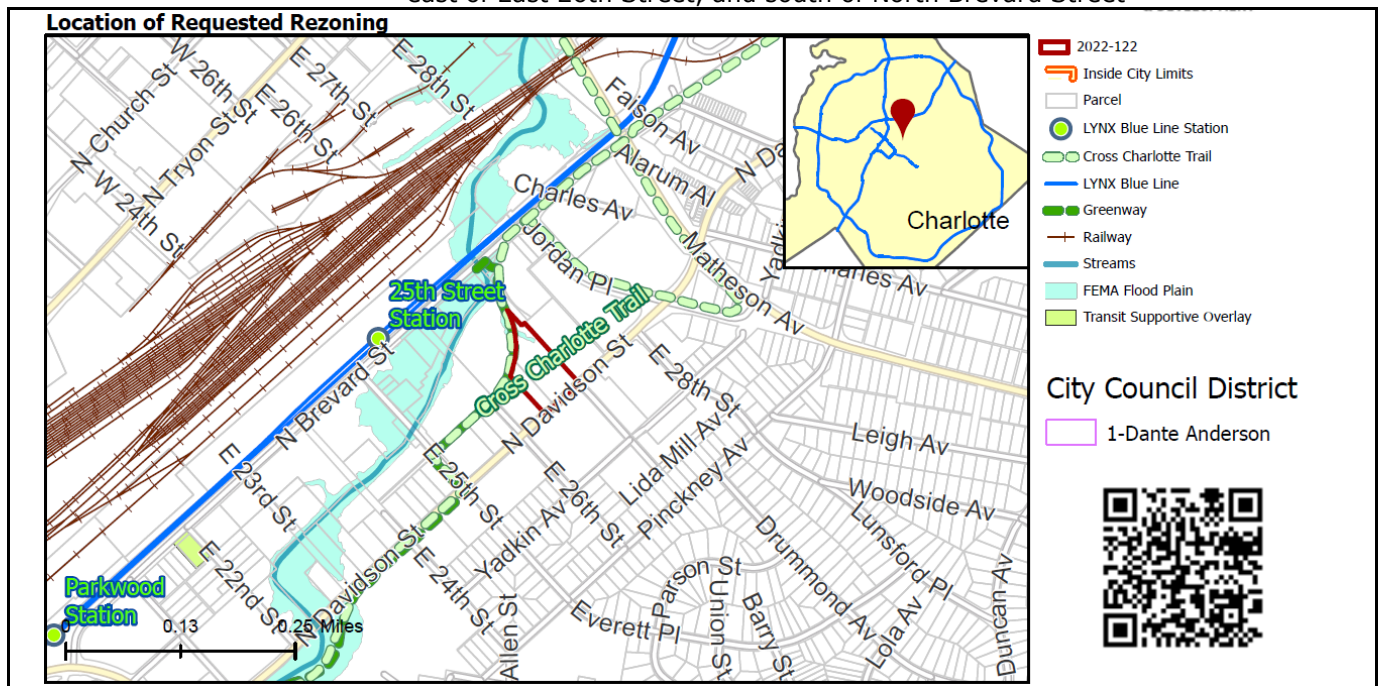 east of East 26th Street, and south of North Brevard Street
Location of Requested Rezoning
W 26th St
E 27th St
E 28th St
N Church St
E 26th St
N Tryon St
N
W 24th St
Faison Av
Alarum Al
N Da
Charles Av
Jordan Pl
Matheson Av
Yadki
harles Av
Charlotte
25th Street
Station
Cross Charlotte Trail
N Brevard St
N Davidson St
E 28th St
E 23rd St
E 25th St
Lida Mill Av
Pinckney Av
Leigh Av
Woodside Av
E 26th St
Yadkin Av
E 22nd St
E 24th St
N Davidson St
Drummond Av
Lunsford Pl
Parkwood
Station
Parson St
Union St
Barry St
Everett Pl
Allen St
Lola Av
Duncan Av
0 0.13 0.25 Miles
2022-122
Inside City Limits
Parcel
LYNX Blue Line Station
Cross Charlotte Trail
LYNX Blue Line
Greenway
Railway
Streams
FEMA Flood Plain
Transit Supportive Overlay
City Council District
1-Dante Anderson